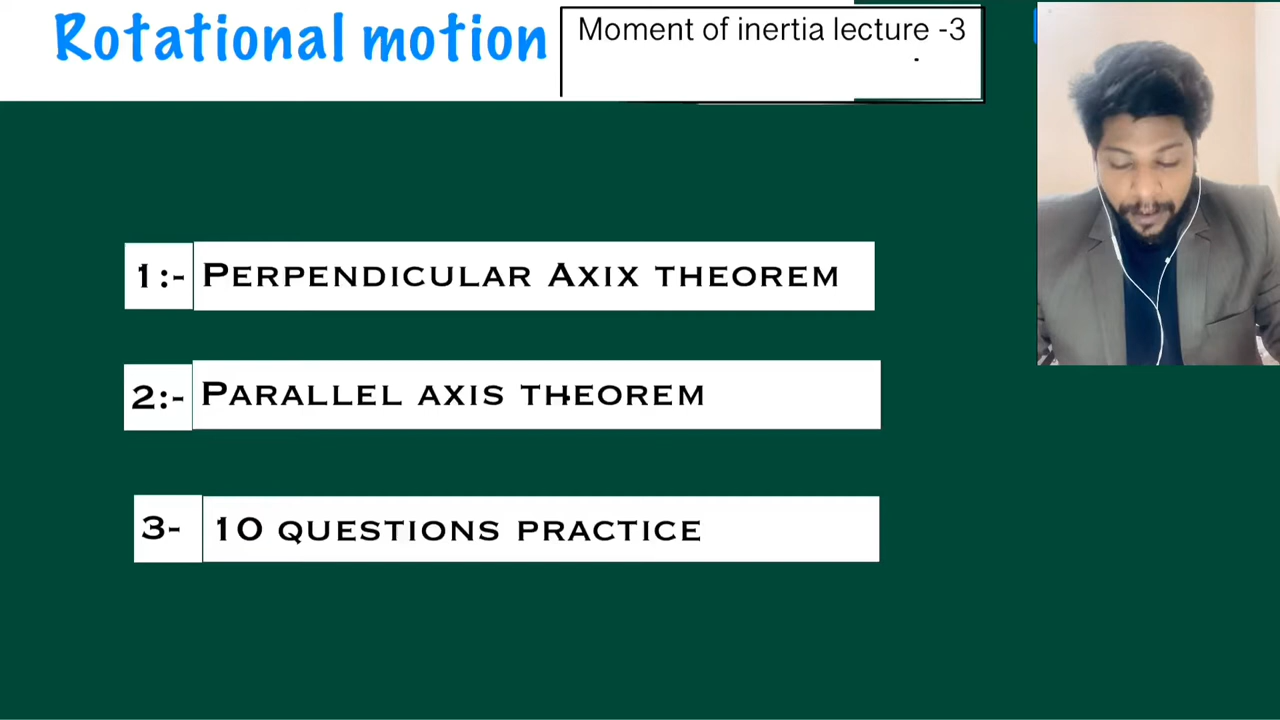 Rotational motion
Moment of inertia lecture -3
1:- PERPENDICULAR AXIX THEOREM
2:- PARALLEL AXIS THEOREM
3- 10 QUESTIONS PRACTICE